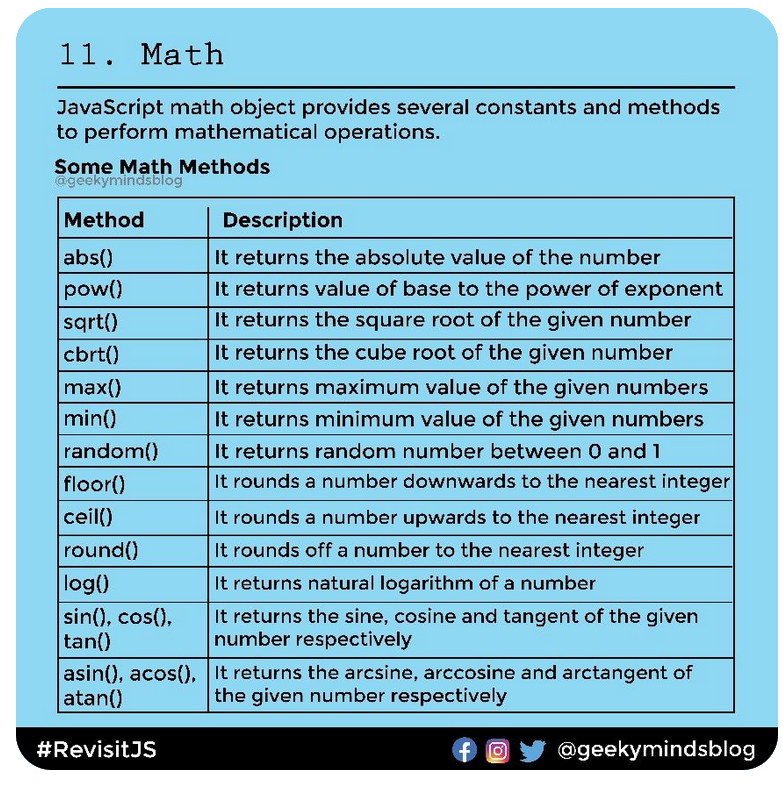 11. Math
JavaScript math object provides several constants and methods
to perform mathematical operations.
Some Math Methods
@geekymindsblog
Method Description
abs() It returns the absolute value of the number
pow() It returns value of base to the power of exponent
sqrt() It returns the square root of the given number
cbrt() It returns the cube root of the given number
max() It returns maximum value of the given numbers
min() It returns minimum value of the given numbers
random() It returns random number between 0 and 1
floor() It rounds a number downwards to the nearest integer
ceil() It rounds a number upwards to the nearest integer
round() It rounds off a number to the nearest integer
log() It returns natural logarithm of a number
sin(), cos(), It returns the sine, cosine and tangent of the given
tan() number respectively
asin(), acos(), It returns the arcsine, arccosine and arctangent of
atan() the given number respectively
#RevisitJS @geekymindsblog